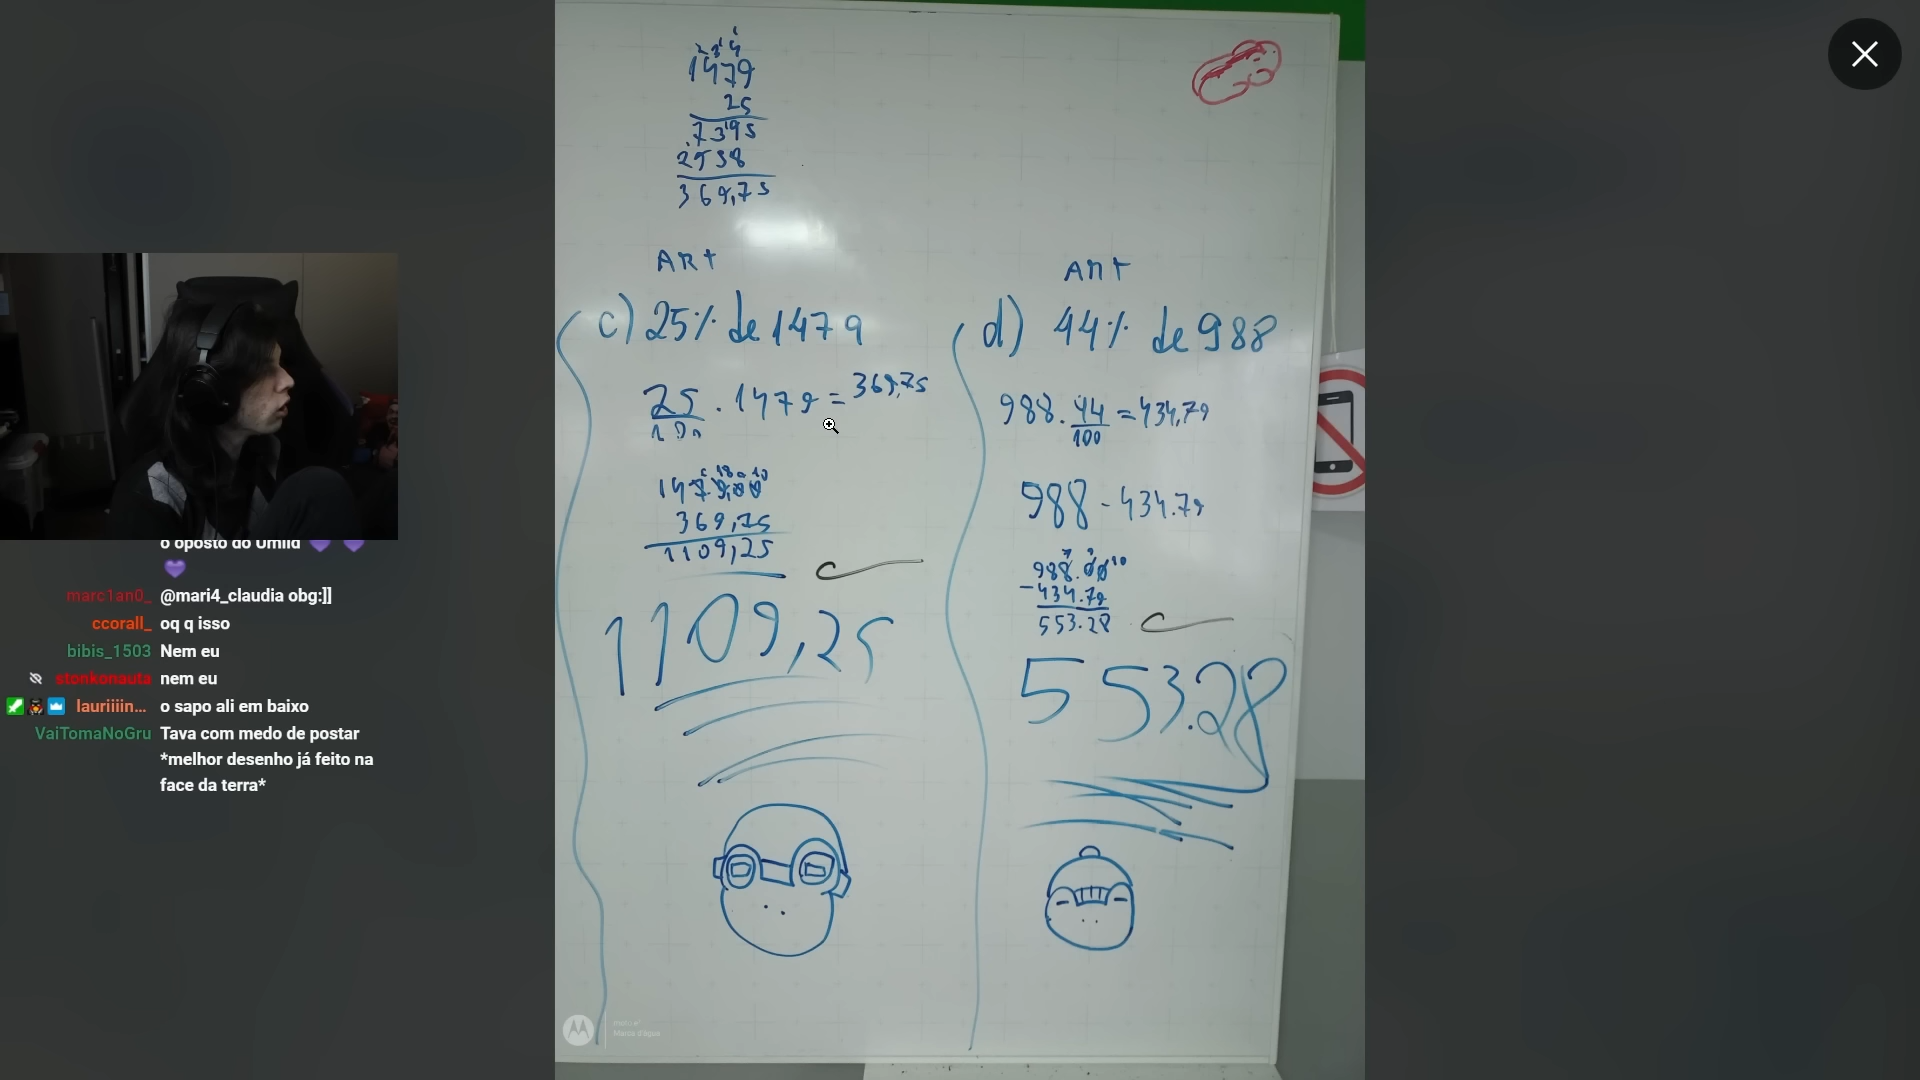 1479
25
7395
2958
369,75
ART
c) 25% de 1479
25/100 . 1479 = 369,75
1479,00
369,75
1109,25
1109,25
ART
d) 44% de 988
988 . 44/100 = 434,79
988 - 434.79
988.00
-434.79
553.28
553.28
o oposto do Umild 💜 💜
💜
marc1an0_ @mari4_claudia obg:]]
ccorall_ oq q isso
bibis_1503 Nem eu
stonkonauta nem eu
lauriiiin... o sapo ali em baixo
VaiTomaNoGru Tava com medo de postar
*melhor desenho já feito na
face da terra*